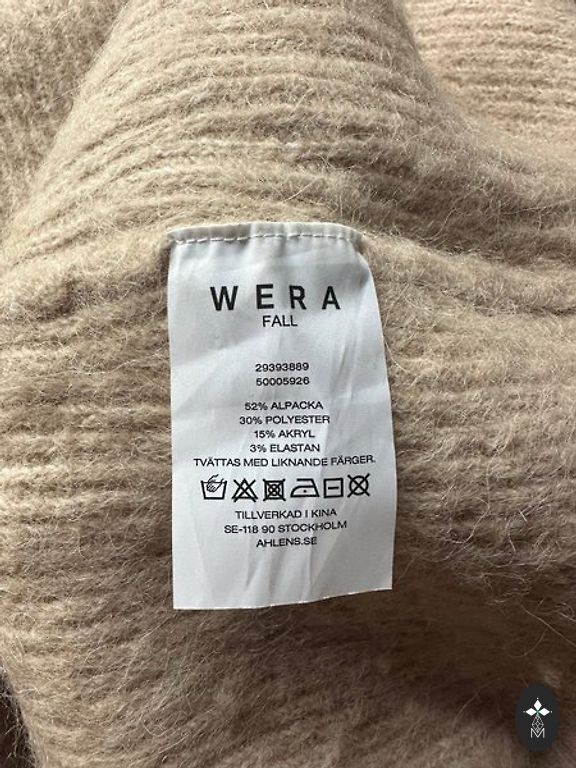 WERA
FALL
29393889
50005926
52% ALPACKA
30% POLYESTER
15% AKRYL
3% ELASTAN
TVÄTTAS MED LIKNANDE FÄRGER.
TILLVERKAD I KINA
SE-118 90 STOCKHOLM
AHLENS.SE